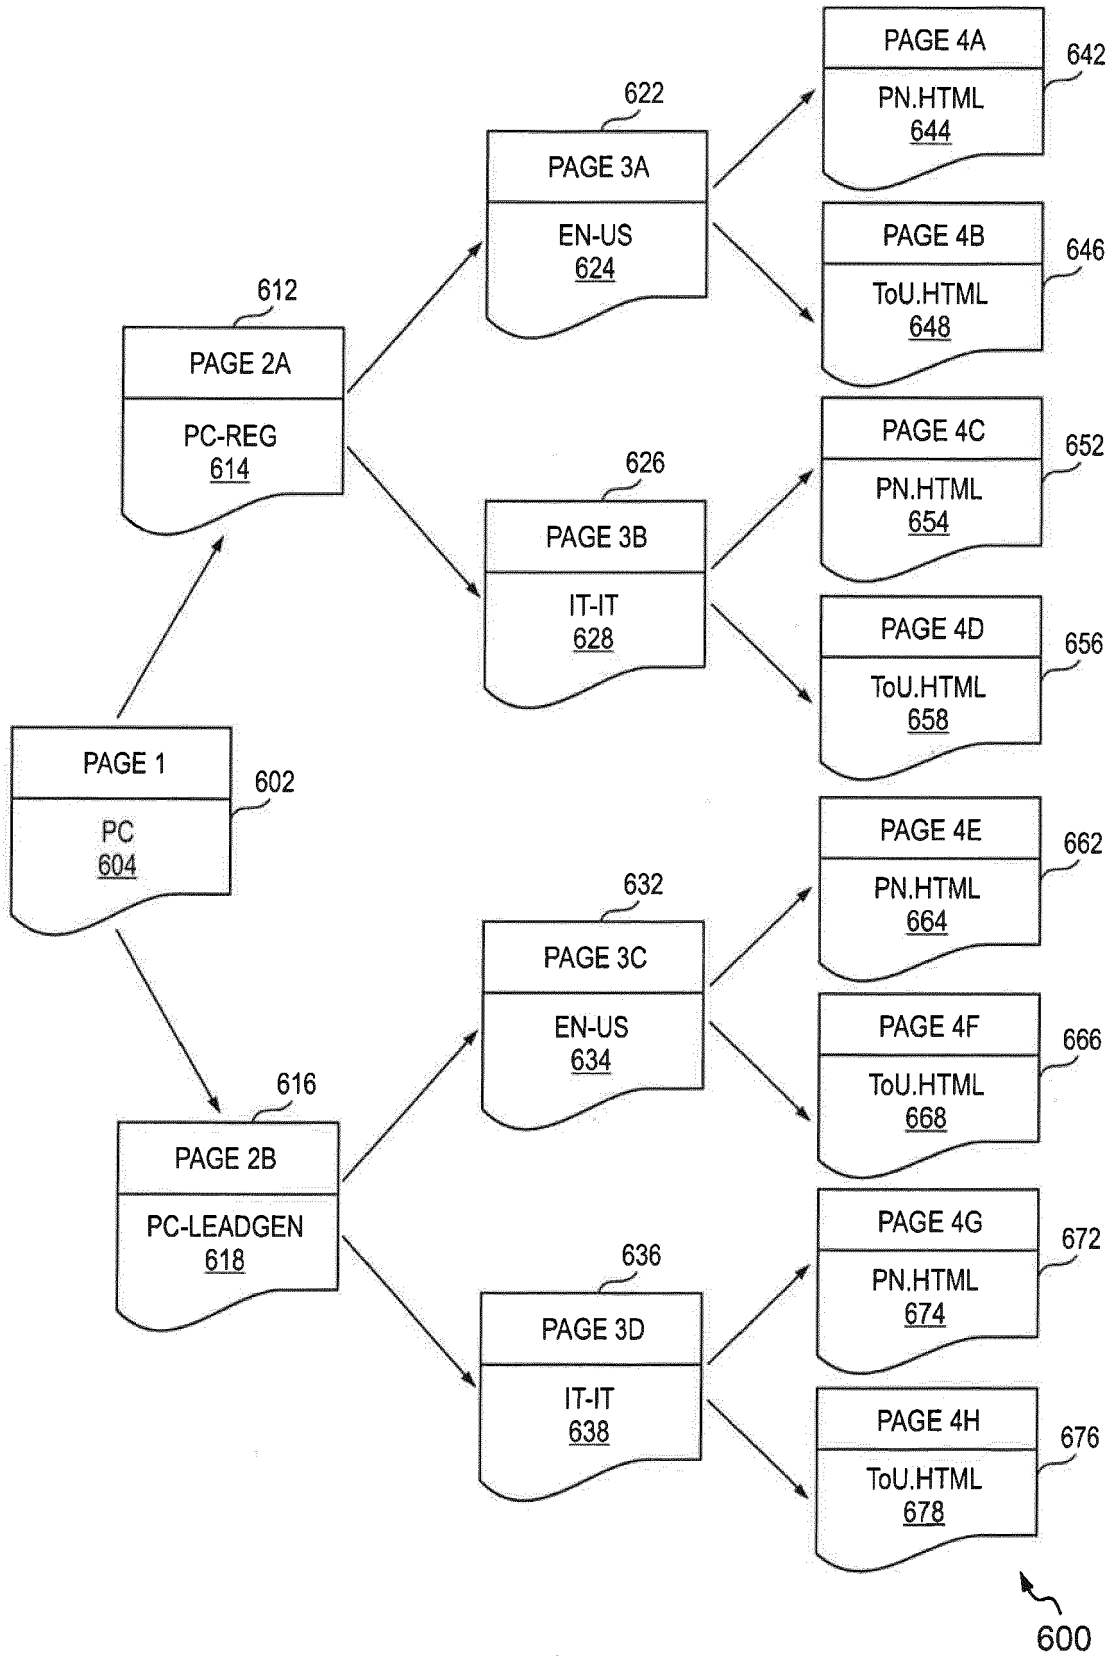 PAGE 4A
642
PN.HTML
644
622
PAGE 3A
EN-US
624
PAGE 4B
646
ToU.HTML
648
612
PAGE 2A
PC-REG
614
PAGE 4C
652
PN.HTML
654
626
PAGE 3B
IT-IT
628
PAGE 4D
656
ToU.HTML
658
PAGE 1
602
PC
604
PAGE 4E
662
PN.HTML
664
632
PAGE 3C
EN-US
634
PAGE 4F
666
ToU.HTML
668
616
PAGE 2B
PC-LEADGEN
618
PAGE 4G
672
PN.HTML
674
636
PAGE 3D
IT-IT
638
PAGE 4H
676
ToU.HTML
678
600